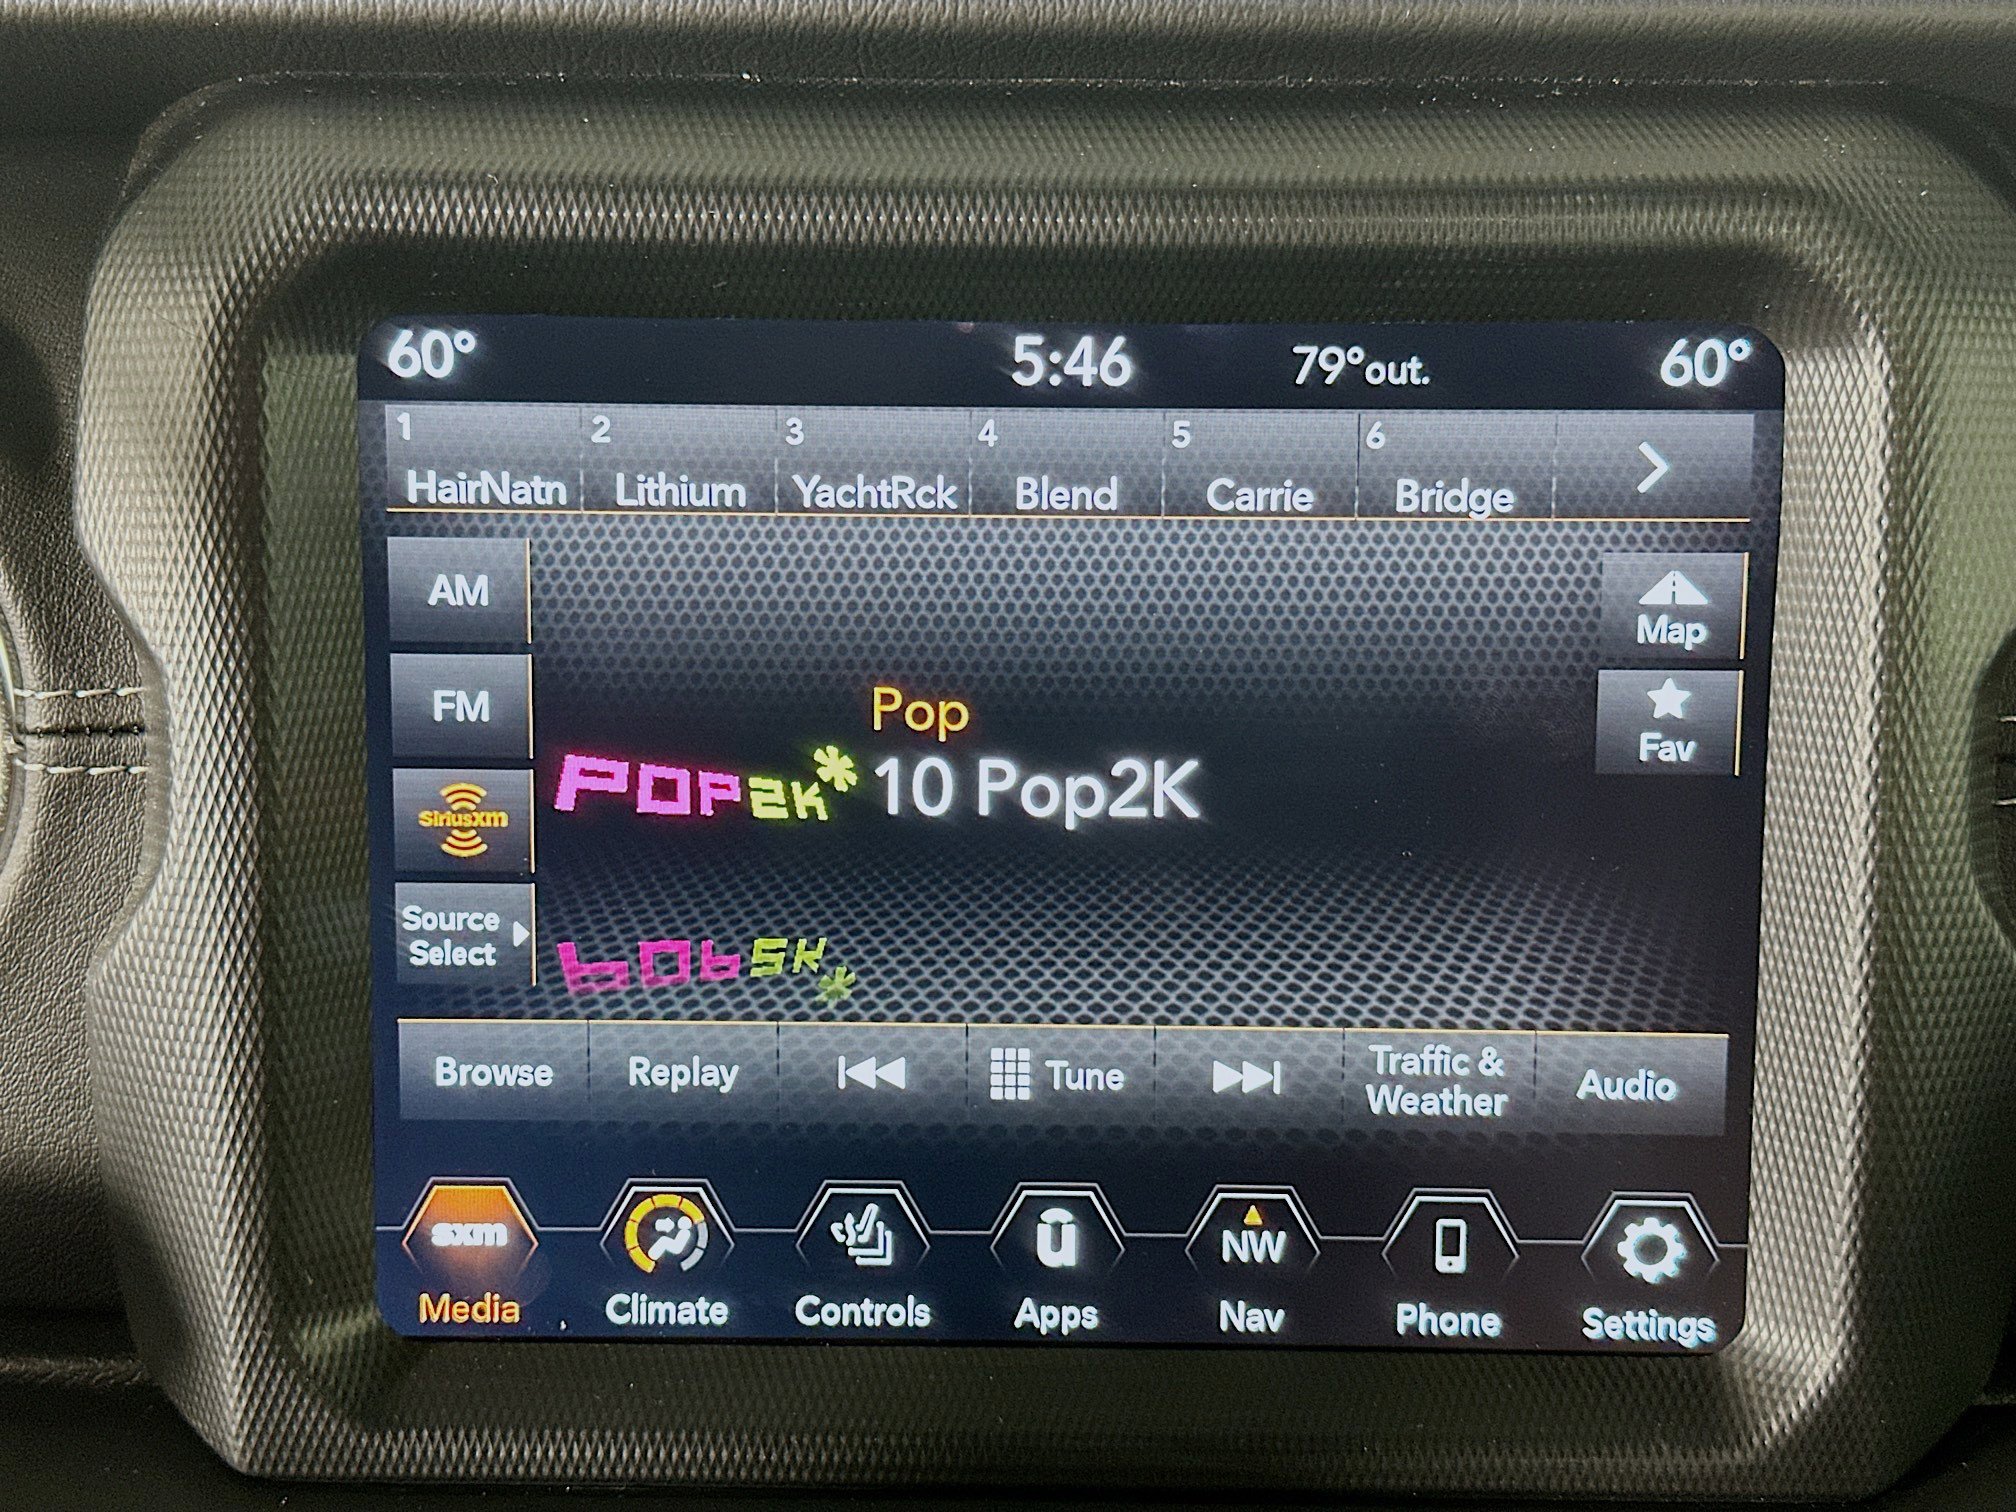 60° 5:46 79°out. 60°
1 2 3 4 5 6
HairNatn Lithium YachtRck Blend Carrie Bridge
AM
FM
SiriusXM
Source
Select
Map
Fav
Pop
POP2K* 10 Pop2K
Browse Replay Tune Traffic &
Weather Audio
sxm u NW
Media Climate Controls Apps Nav Phone Settings